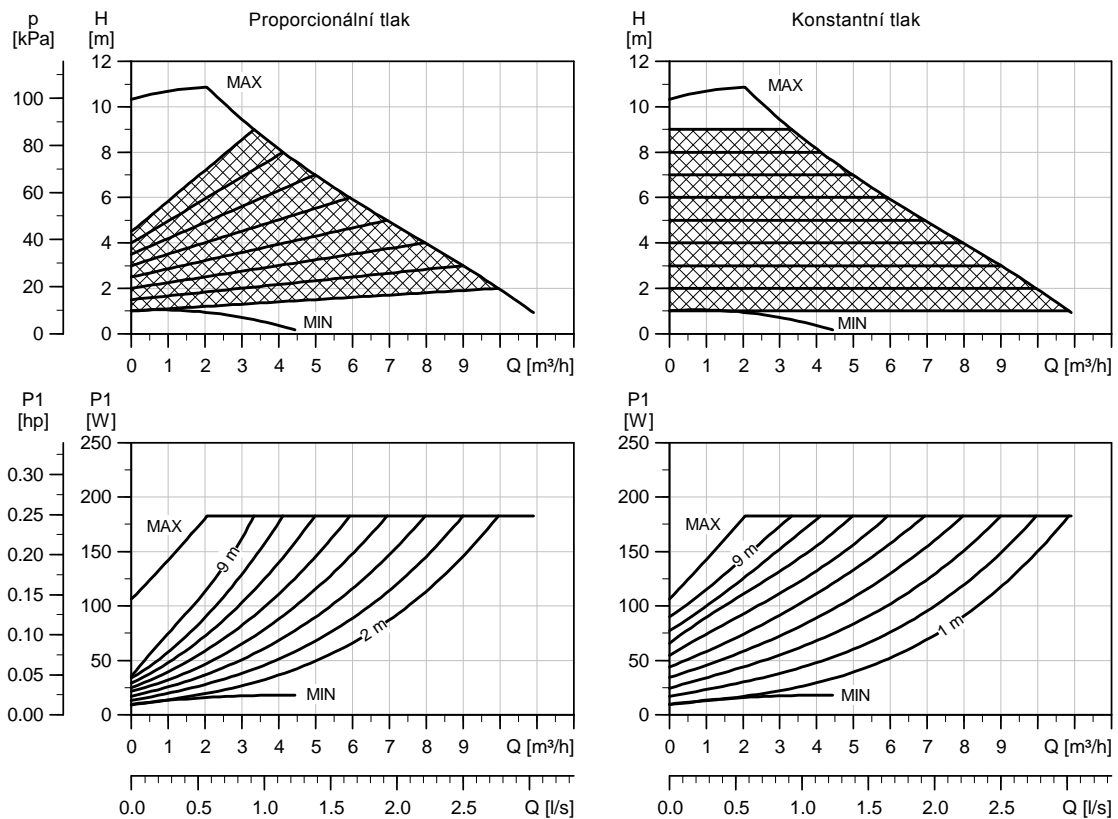 p
[kPa]
H
[m]
Proporcionální tlak
H
[m]
Konstantní tlak
12
10
8
6
4
2
0
100
80
60
40
20
0
MAX
MIN
0 1 2 3 4 5 6 7 8 9 Q [m³/h]
12
10
8
6
4
2
0
MAX
MIN
0 1 2 3 4 5 6 7 8 9 Q [m³/h]
P1
[hp]
P1
[W]
P1
[W]
0.30
0.25
0.20
0.15
0.10
0.05
0.00
250
200
150
100
50
0
MAX
9 m
2 m
MIN
0 1 2 3 4 5 6 7 8 9 Q [m³/h]
0.0 0.5 1.0 1.5 2.0 2.5 Q [l/s]
250
200
150
100
50
0
MAX
9 m
1 m
MIN
0 1 2 3 4 5 6 7 8 9 Q [m³/h]
0.0 0.5 1.0 1.5 2.0 2.5 Q [l/s]